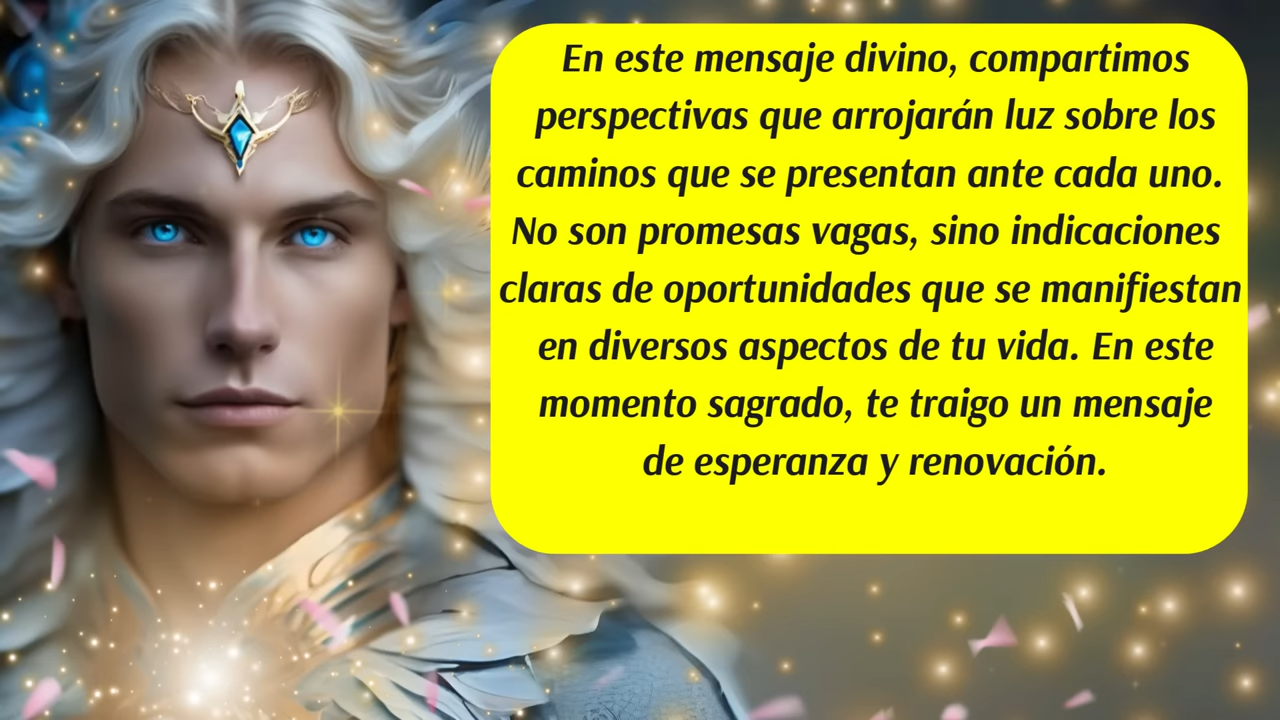 En este mensaje divino, compartimos
perspectivas que arrojarán luz sobre los
caminos que se presentan ante cada uno.
No son promesas vagas, sino indicaciones
claras de oportunidades que se manifiestan
en diversos aspectos de tu vida. En este
momento sagrado, te traigo un mensaje
de esperanza y renovación.